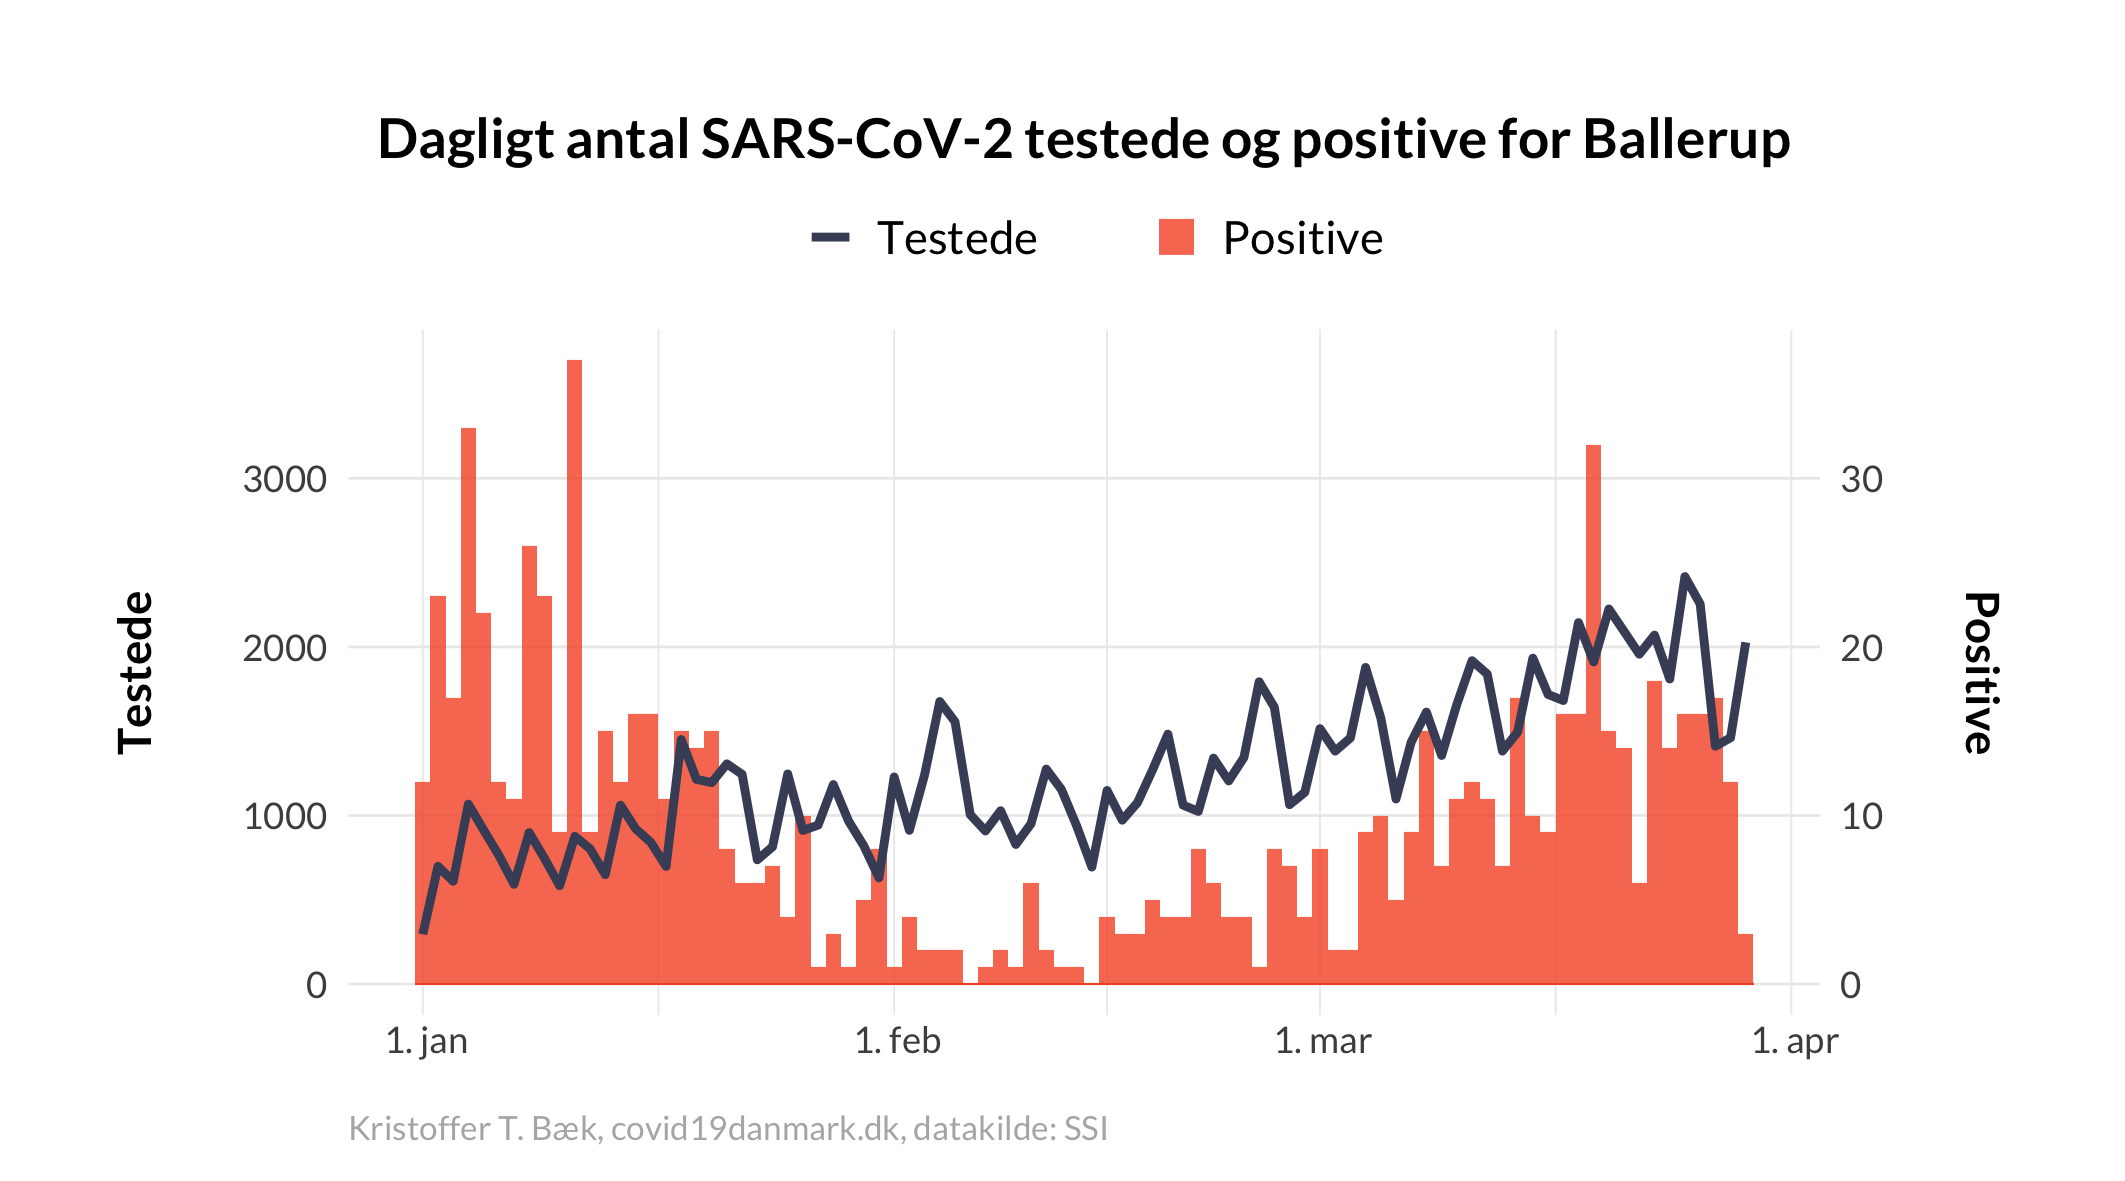 Dagligt antal SARS-CoV-2 testede og positive for Ballerup
Testede Positive
Testede
3000
2000
1000
0
30
20
10
0
Positive
1. jan 1. feb 1. mar 1. apr
Kristoffer T. Bæk, covid19danmark.dk, datakilde: SSI